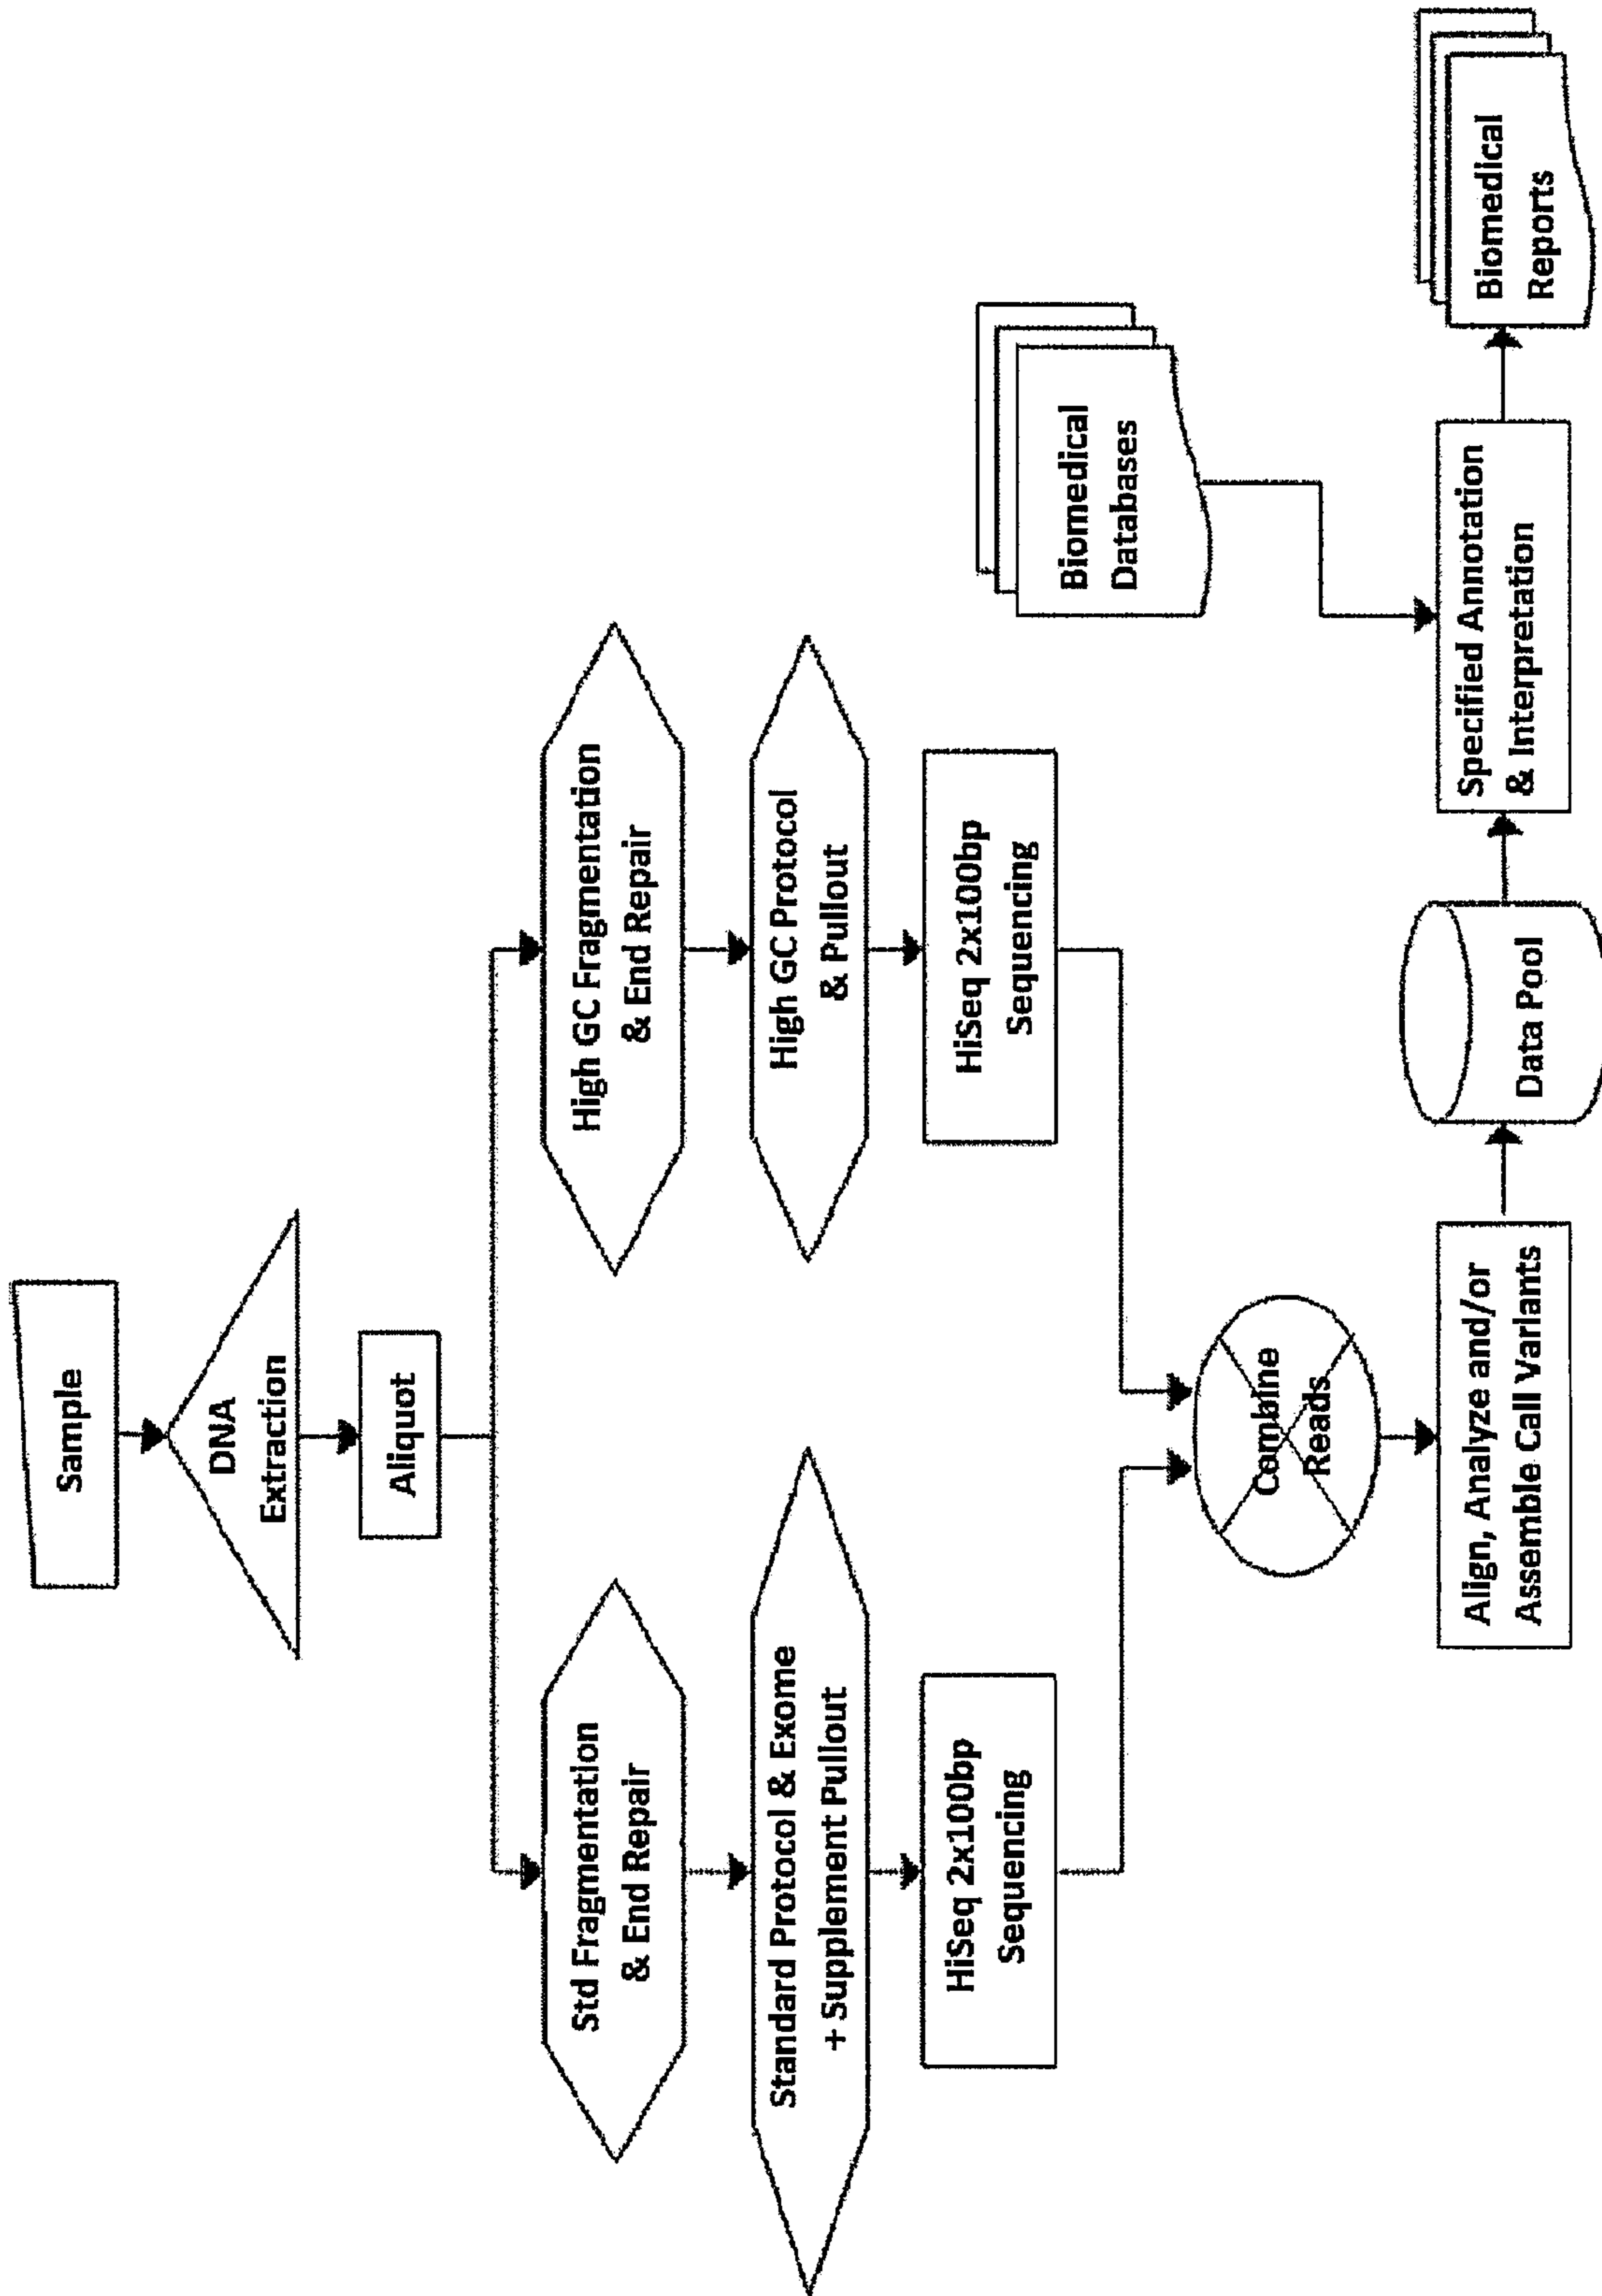 Sample
DNA
Extraction
Aliquot
Std Fragmentation
& End Repair
High GC Fragmentation
& End Repair
Standard Protocol & Exome
+ Supplement Pullout
High GC Protocol
& Pullout
HiSeq 2x100bp
Sequencing
HiSeq 2x100bp
Sequencing
Combine
Reads
Biomedical
Databases
Align, Analyze and/or
Assemble Call Variants
Data Pool
Specified Annotation
& Interpretation
Biomedical
Reports